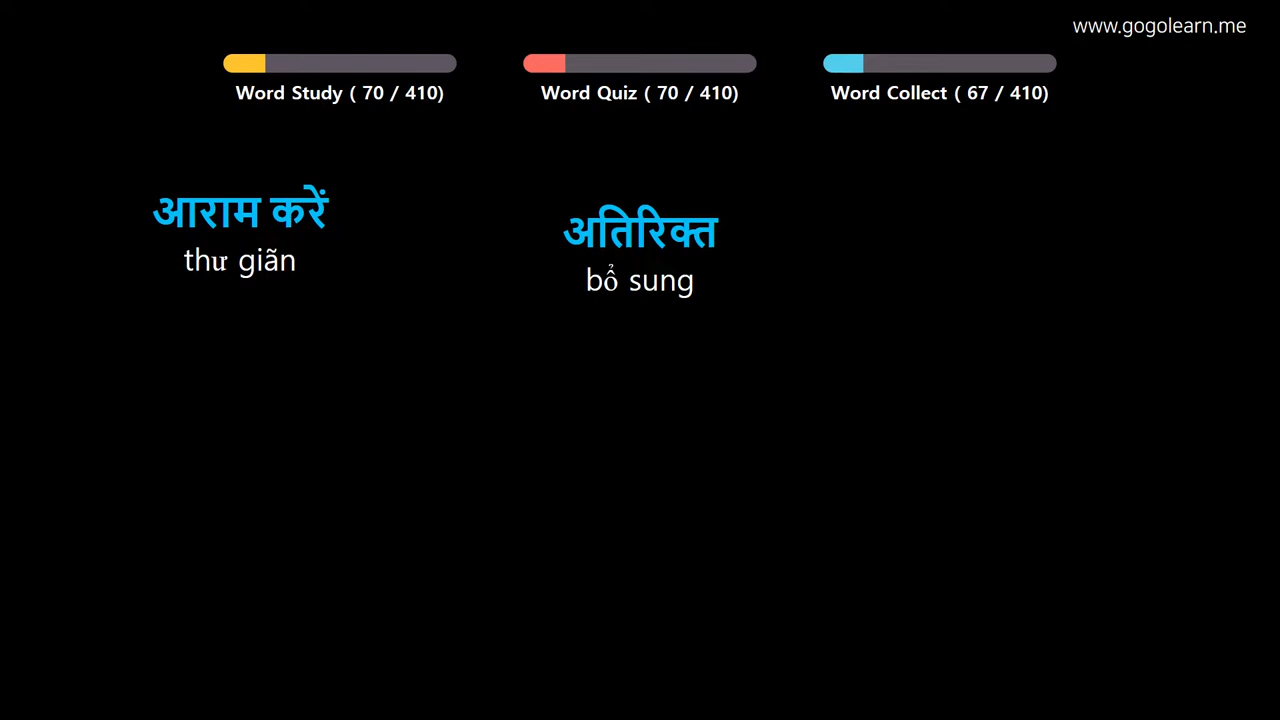 www.gogolearn.me
Word Study ( 70 / 410)
Word Quiz ( 70 / 410)
Word Collect ( 67 / 410)
आराम करें
thư giãn
अतिरिक्त
bổ sung